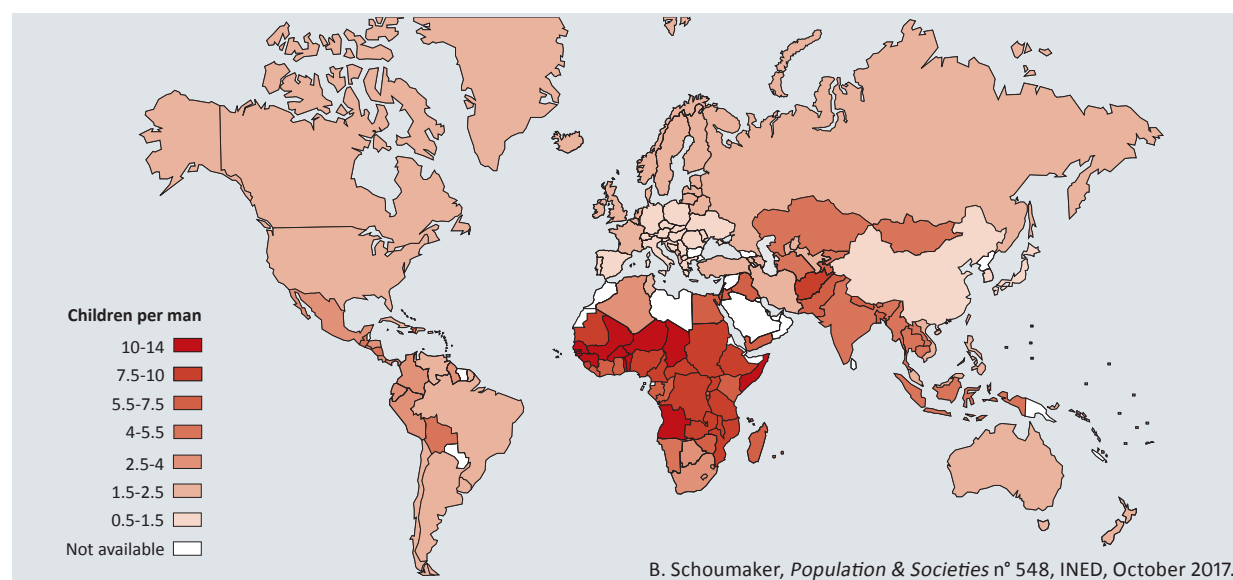 Children per man
10-14
7.5-10
5.5-7.5
4-5.5
2.5-4
1.5-2.5
0.5-1.5
Not available
B. Schoumaker, Population & Societies n° 548, INED, October 2017.